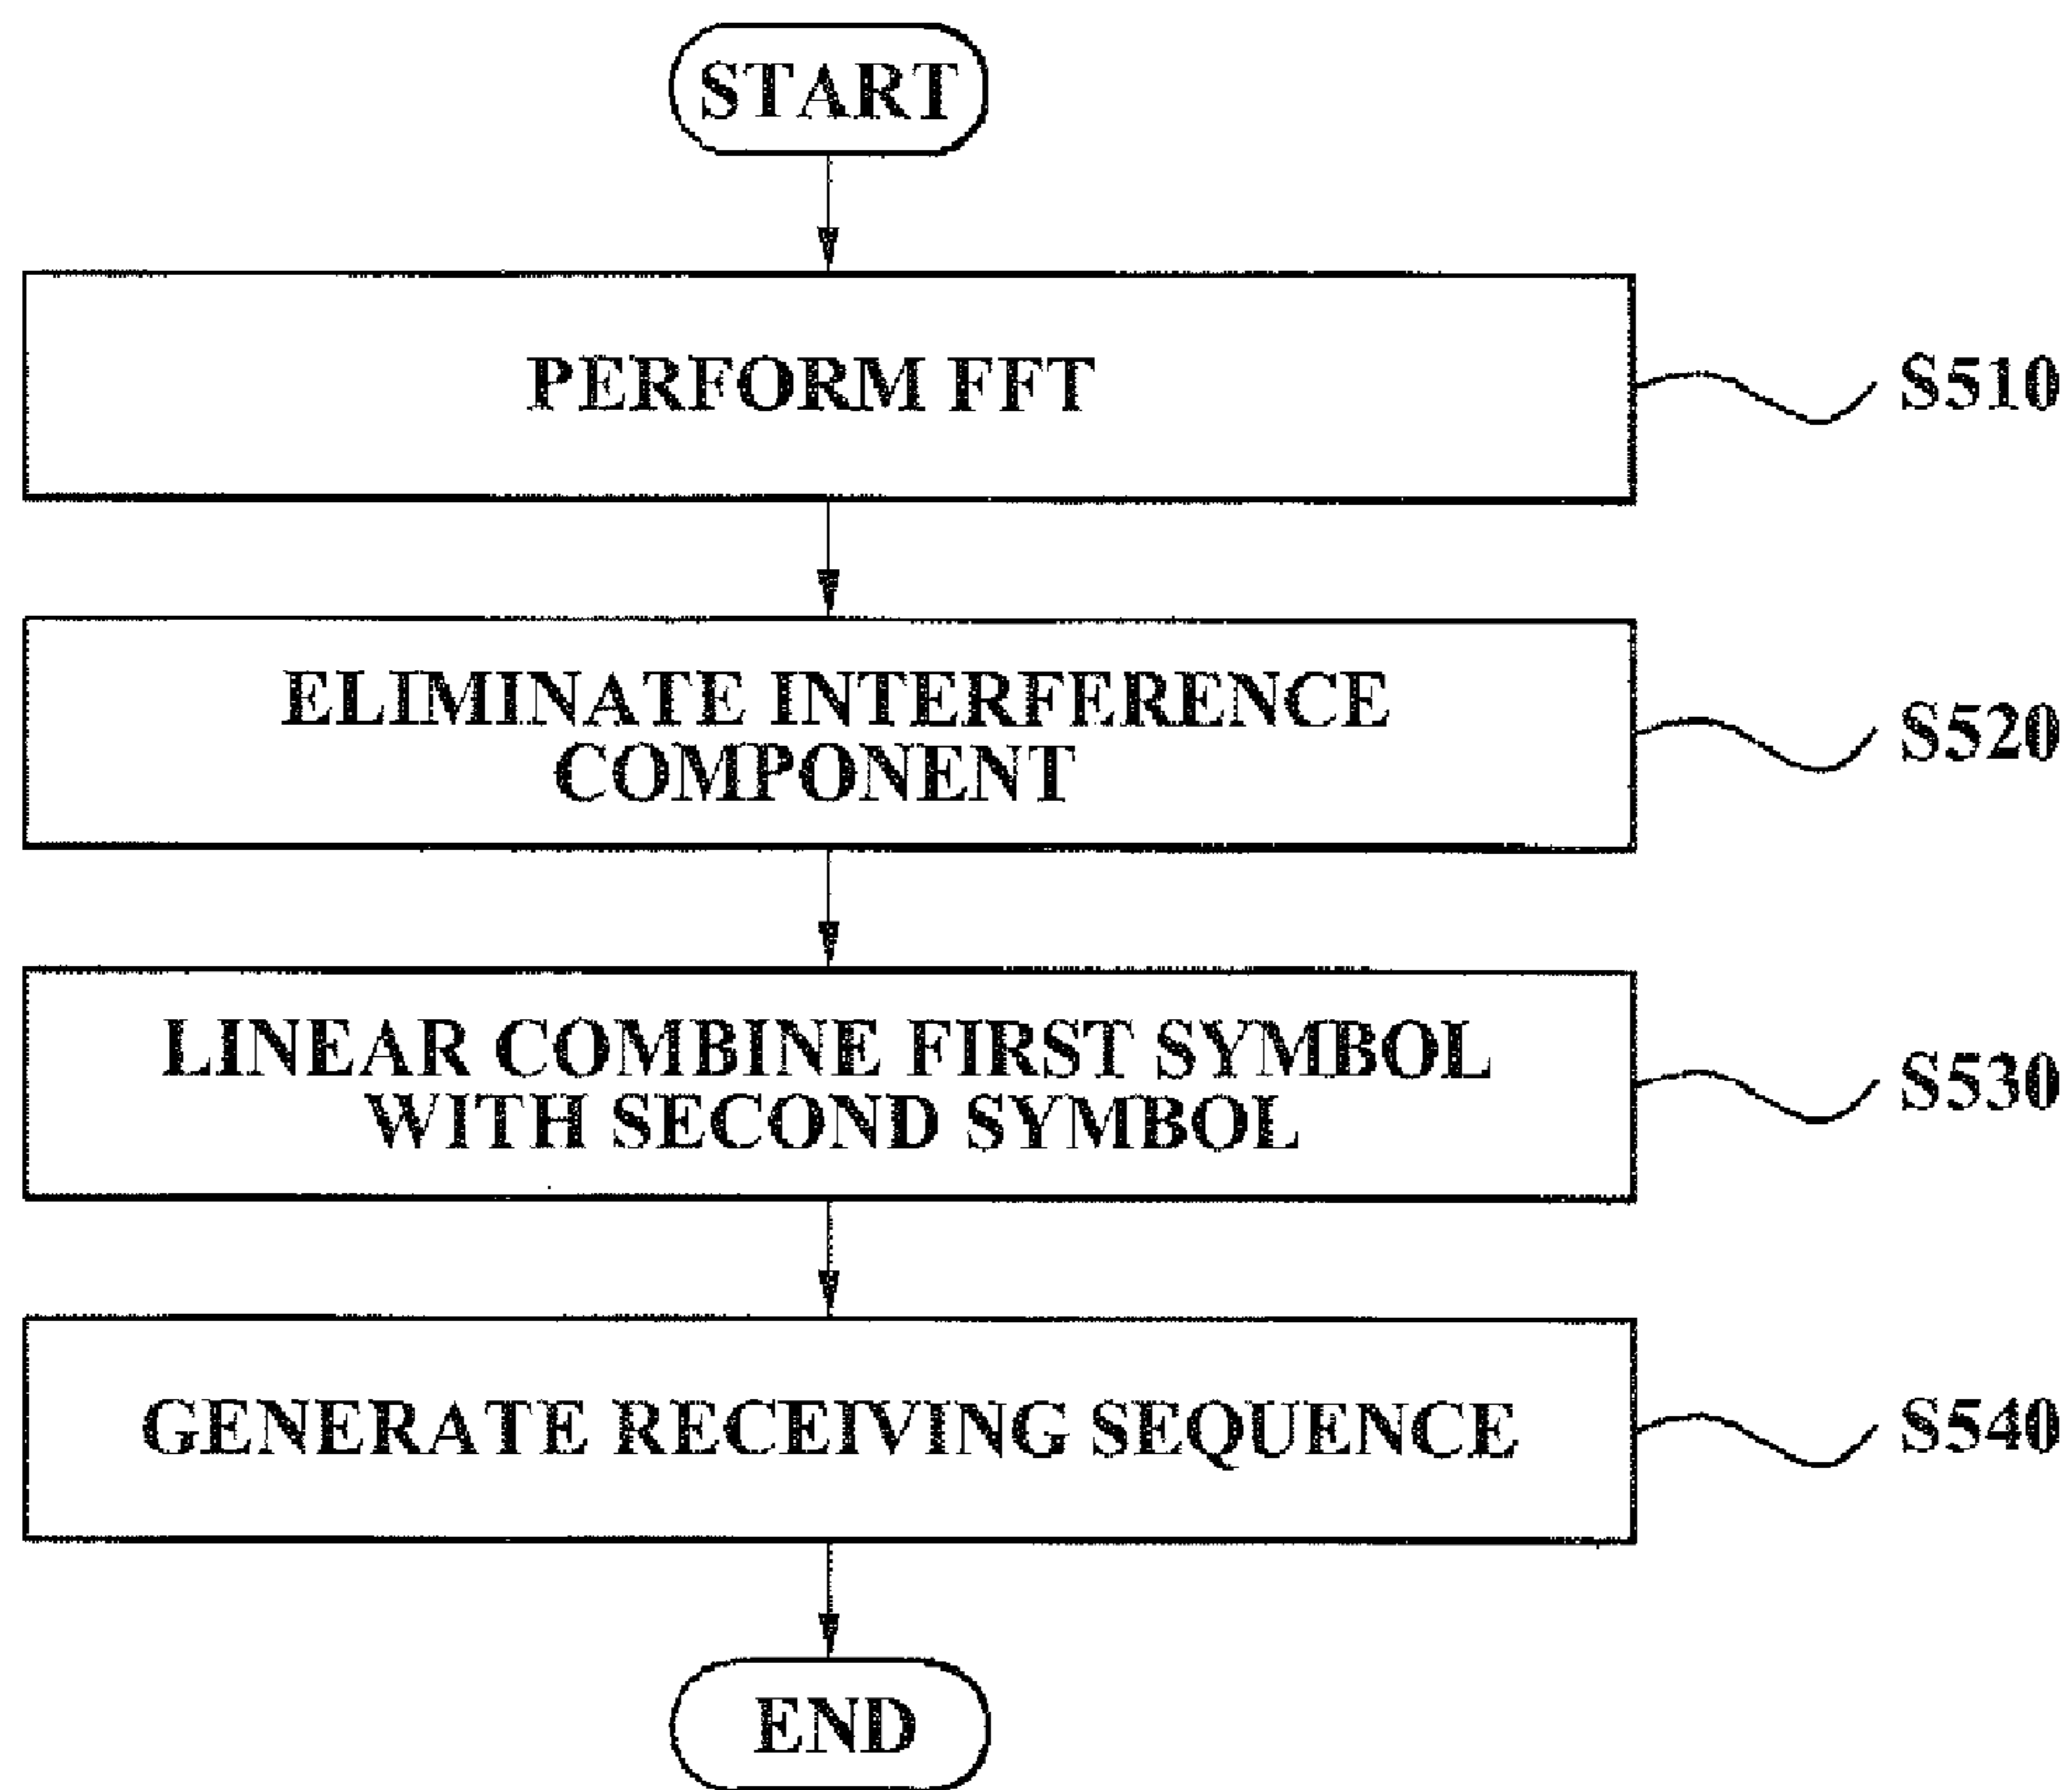 START
PERFORM FFT
S510
ELIMINATE INTERFERENCE
COMPONENT
S520
LINEAR COMBINE FIRST SYMBOL
WITH SECOND SYMBOL
S530
GENERATE RECEIVING SEQUENCE
S540
END